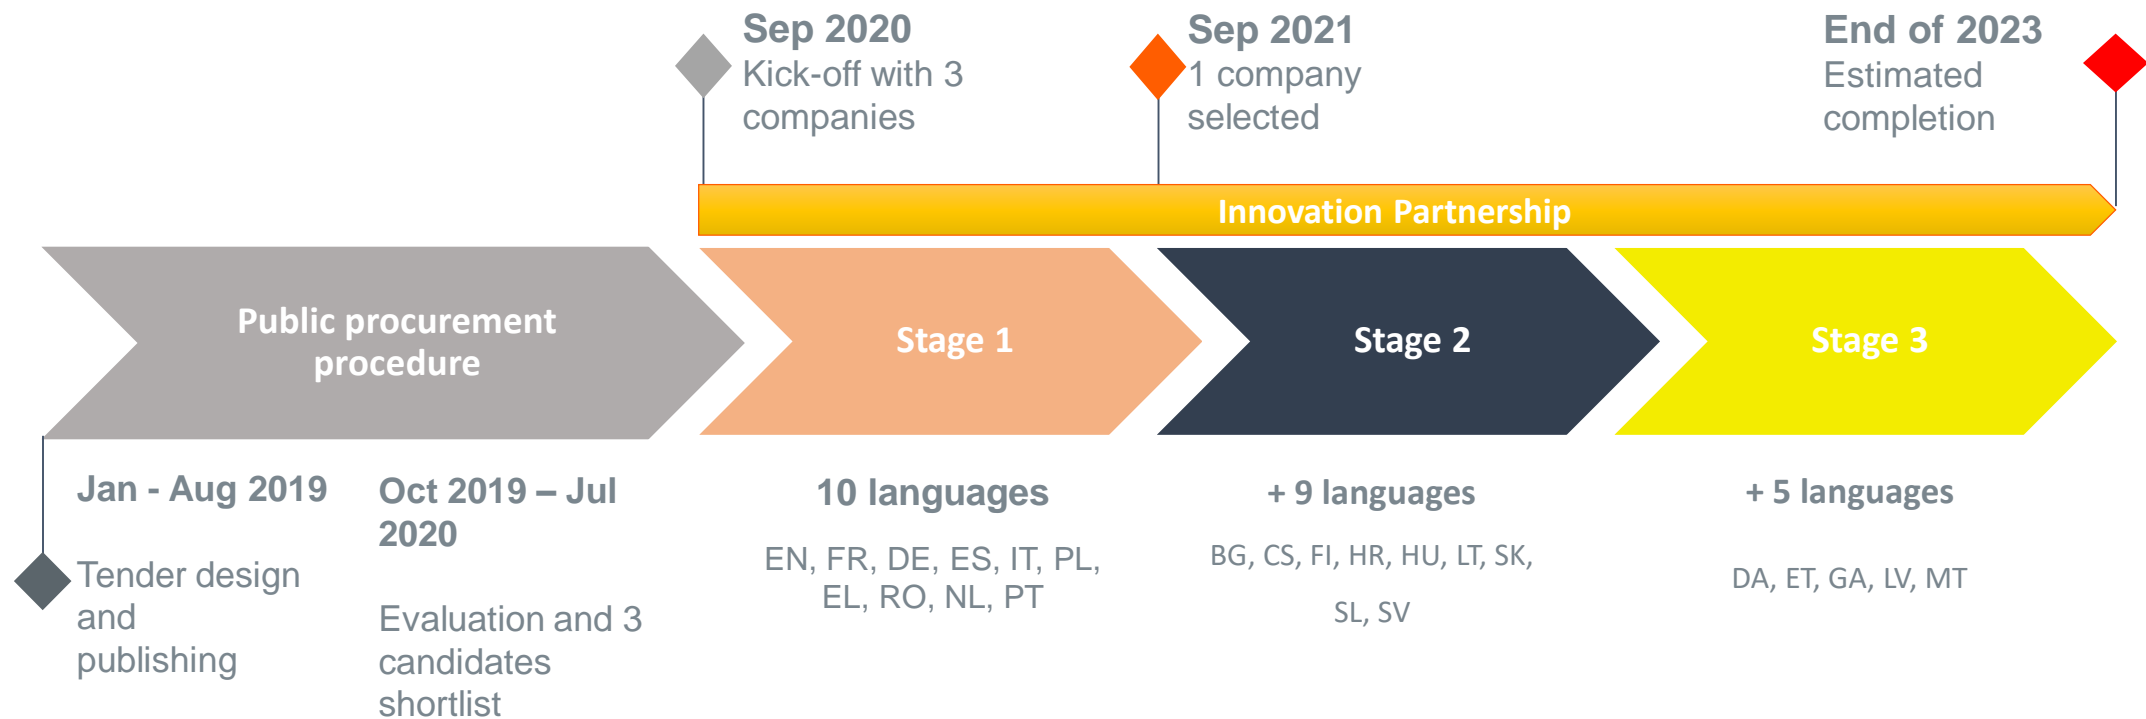 Sep 2020
Kick-off with 3
companies
Sep 2021
1 company
selected
End of 2023
Estimated
completion
Innovation Partnership
Public procurement
procedure
Stage 1
Stage 2
Stage 3
Jan - Aug 2019
Tender design
and
publishing
Oct 2019 – Jul
2020
Evaluation and 3
candidates
shortlist
10 languages
EN, FR, DE, ES, IT, PL,
EL, RO, NL, PT
+ 9 languages
BG, CS, FI, HR, HU, LT, SK,
SL, SV
+ 5 languages
DA, ET, GA, LV, MT